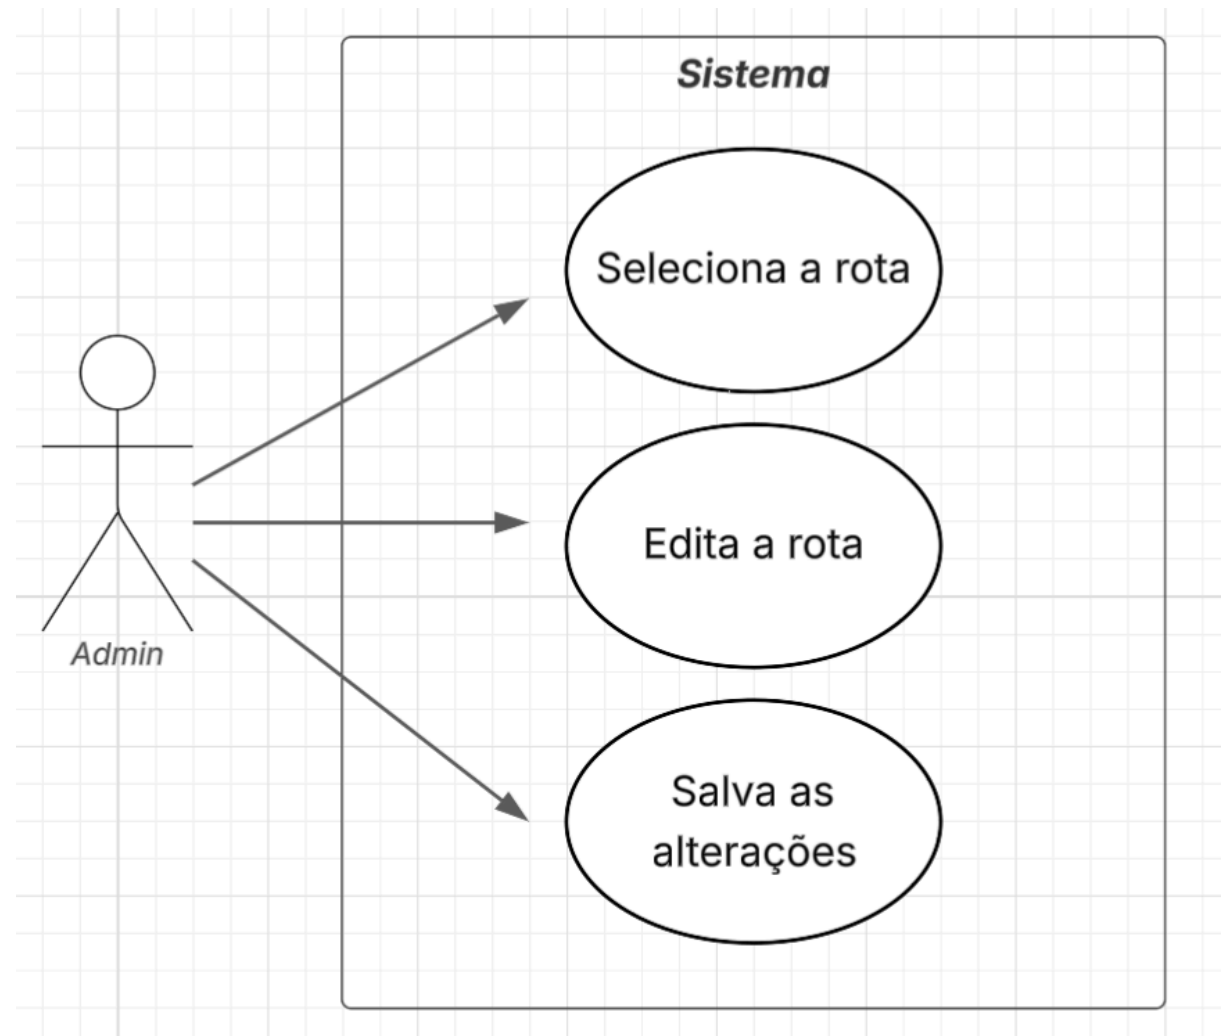 Sistema
Seleciona a rota
Edita a rota
Admin
Salva as
alterações